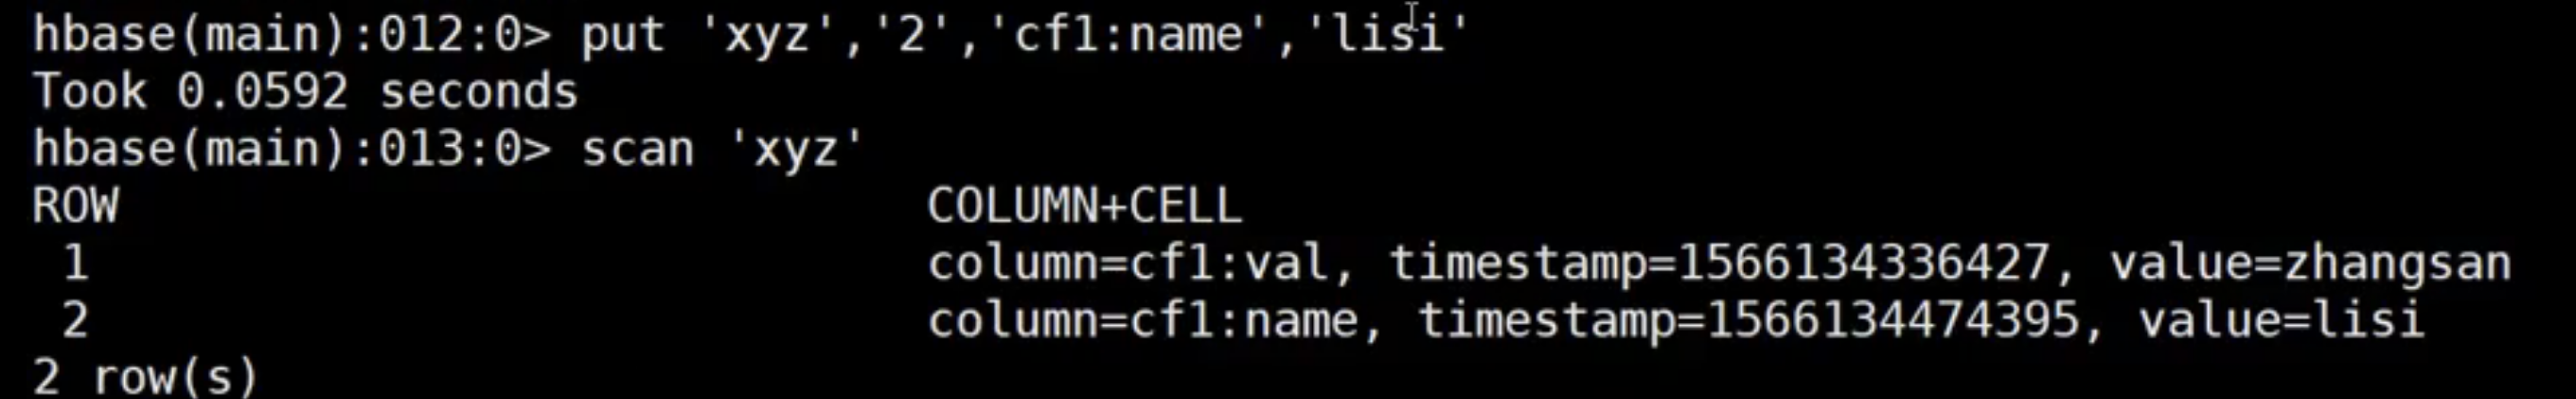 hbase(main):012:0> put 'xyz','2','cf1:name','lisi'
Took 0.0592 seconds
hbase(main):013:0> scan 'xyz'
ROW COLUMN+CELL
1 column=cf1:val, timestamp=1566134336427, value=zhangsan
2 column=cf1:name, timestamp=1566134474395, value=lisi
2 row(s)